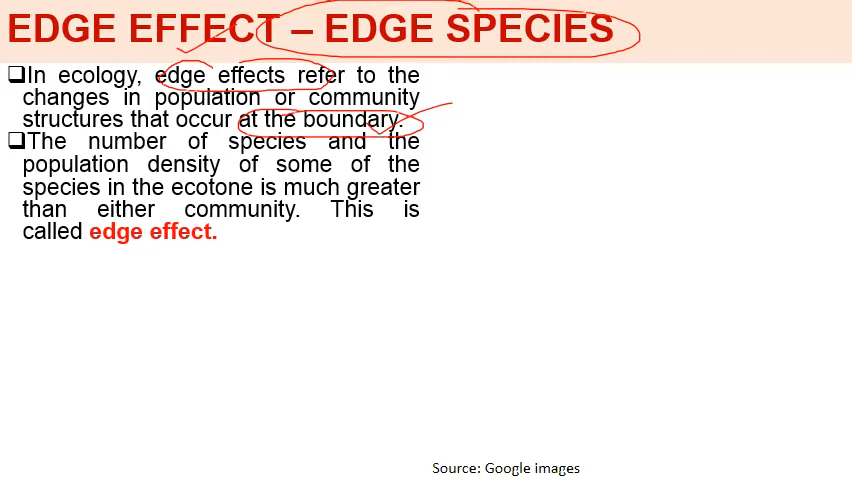 EDGE EFFECT – EDGE SPECIES
❑In ecology, edge effects refer to the
changes in population or community
structures that occur at the boundary.
❑The number of species and the
population density of some of the
species in the ecotone is much greater
than either community. This is
called edge effect.
Source: Google images